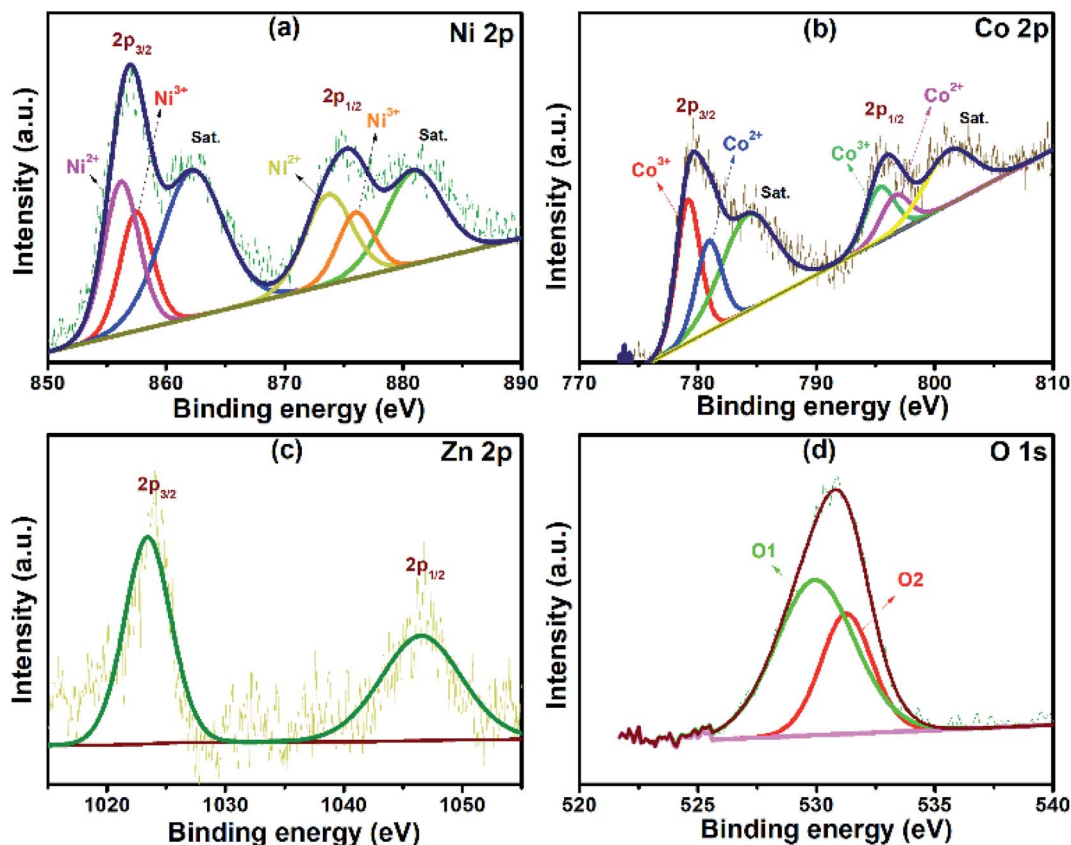 (a) Ni 2p
2p3/2
Ni3+
Ni2+
Sat.
2p1/2
Ni3+
Ni2+
Sat.
Intensity (a.u.)
850 860 870 880 890
Binding energy (eV)
(b) Co 2p
2p3/2
Co3+
Co2+
Sat.
2p1/2
Co2+
Co3+
Sat.
Intensity (a.u.)
770 780 790 800 810
Binding energy (eV)
(c) Zn 2p
2p3/2
2p1/2
Intensity (a.u.)
1020 1030 1040 1050
Binding energy (eV)
(d) O 1s
O1
O2
Intensity (a.u.)
520 525 530 535 540
Binding energy (eV)